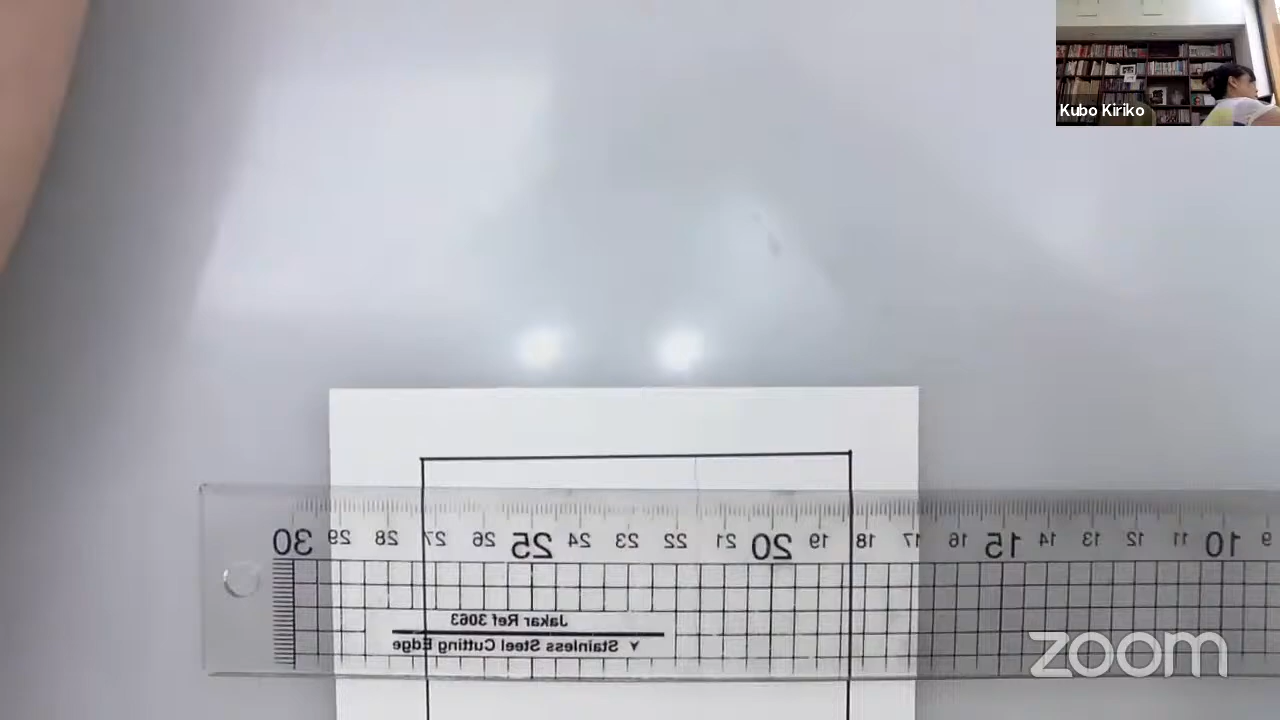 Kubo Kiriko
30 29 28 27 26 25 24 23 22 21 20 19 18 17 16 15 14 13 12 11 10 9
Jakar Ref 3063
Stainless Steel Cutting Edge
zoom